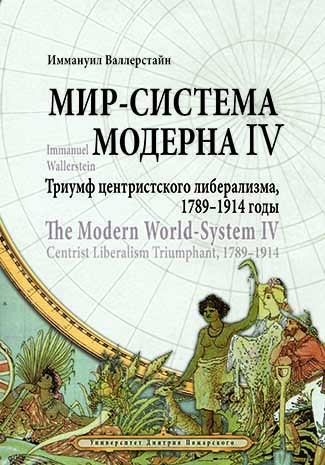 Иммануил Валлерстайн
МИР-СИСТЕМА
Immanuel
Wallerstein
МОДЕРНА IV
Триумф центристского либерализма,
1789–1914 годы
The Modern World-System IV
Centrist Liberalism Triumphant, 1789–1914
Университет Дмитрия Пожарского